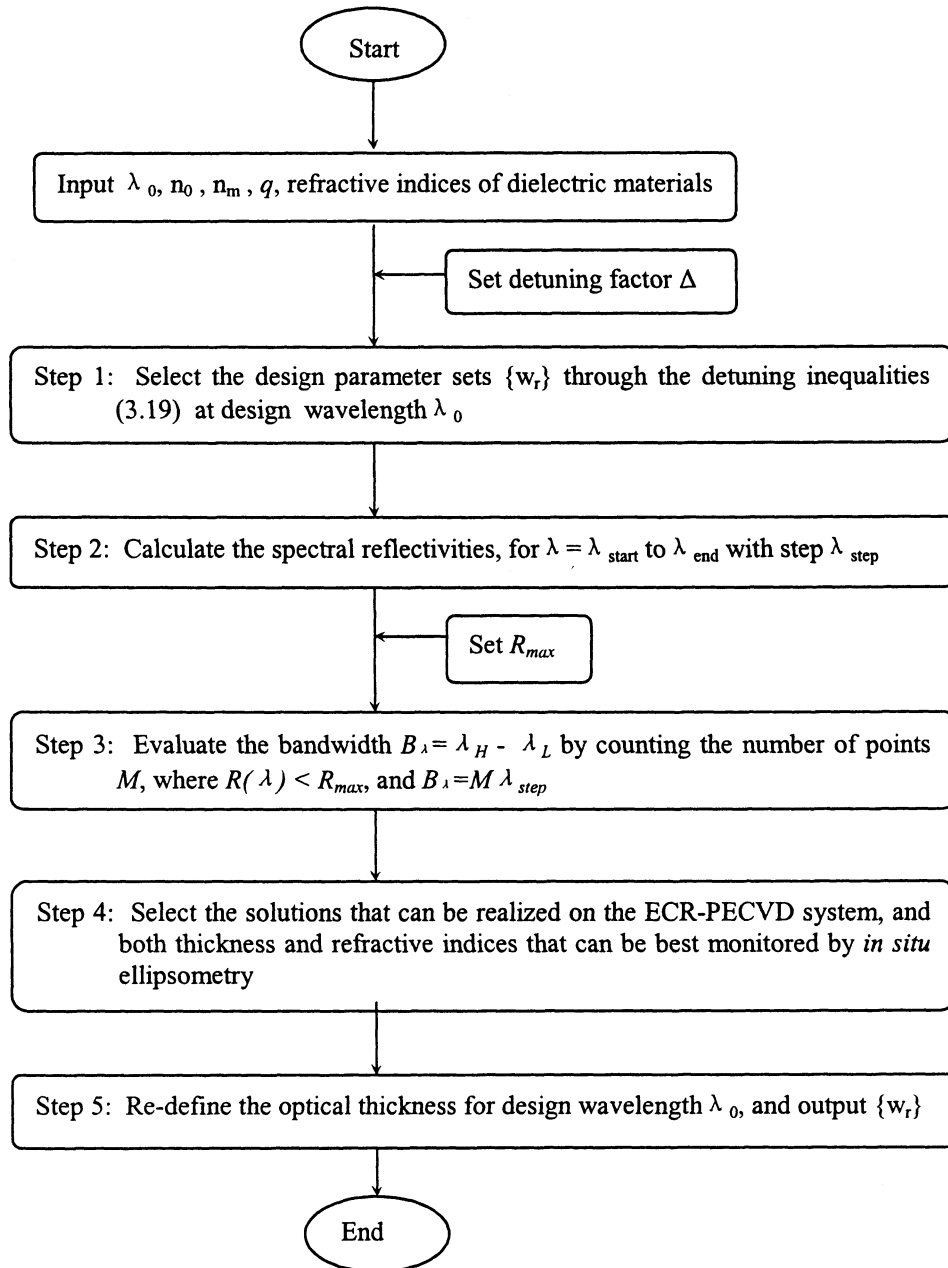 Start
Input λ 0, n0 , nm , q, refractive indices of dielectric materials
Set detuning factor Δ
Step 1: Select the design parameter sets {wr} through the detuning inequalities
(3.19) at design wavelength λ 0
Step 2: Calculate the spectral reflectivities, for λ = λ start to λ end with step λ step
Set Rmax
Step 3: Evaluate the bandwidth B λ= λ H - λ L by counting the number of points
M, where R( λ ) < Rmax, and B λ=M λ step
Step 4: Select the solutions that can be realized on the ECR-PECVD system, and
both thickness and refractive indices that can be best monitored by in situ
ellipsometry
Step 5: Re-define the optical thickness for design wavelength λ 0, and output {wr}
End